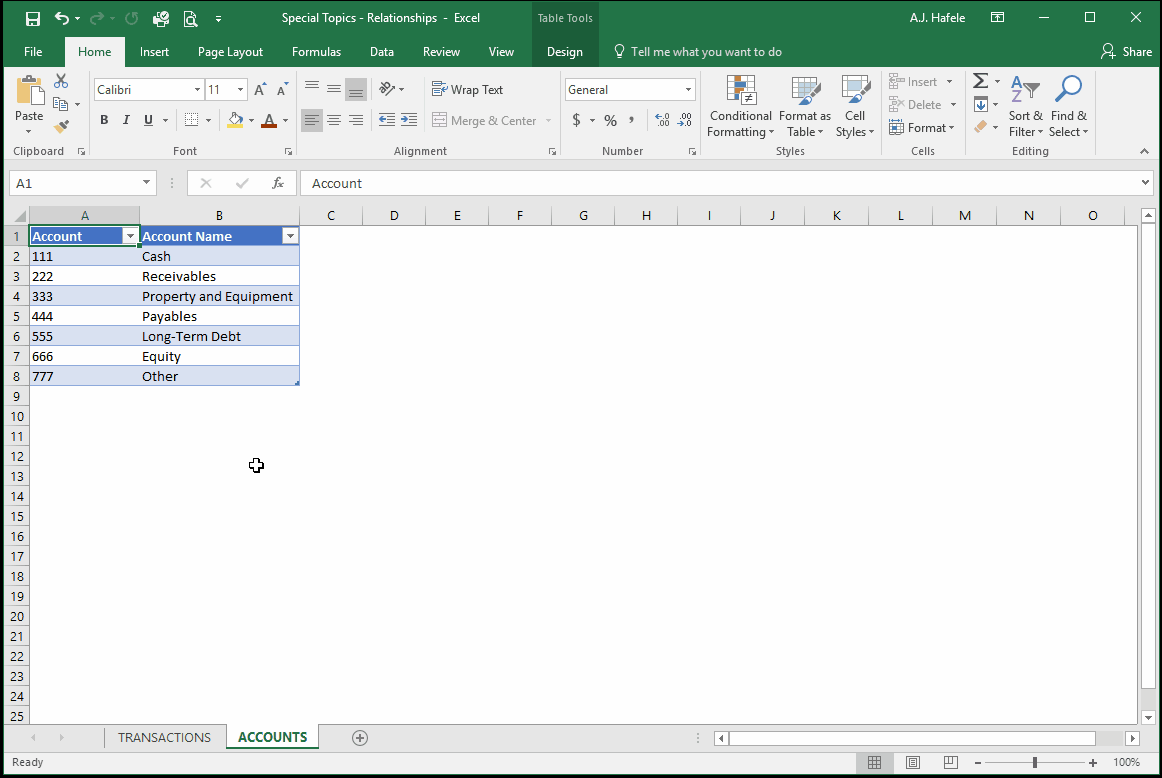 Special Topics - Relationships - Excel
Table Tools
A.J. Hafele
File Home Insert Page Layout Formulas Data Review View Design Tell me what you want to do Share
Paste
Calibri 11
B I U A
Wrap Text
Merge & Center
General
$ % ,
Conditional Formatting
Format as Table
Cell Styles
Insert
Delete
Format
Sort & Filter
Find & Select
Clipboard Font Alignment Number Styles Cells Editing
A1 fx Account
A B C D E F G H I J K L M N O
1 Account Account Name
2 111 Cash
3 222 Receivables
4 333 Property and Equipment
5 444 Payables
6 555 Long-Term Debt
7 666 Equity
8 777 Other
9
10
11
12
13
14
15
16
17
18
19
20
21
22
23
24
25
TRANSACTIONS ACCOUNTS
Ready 100%